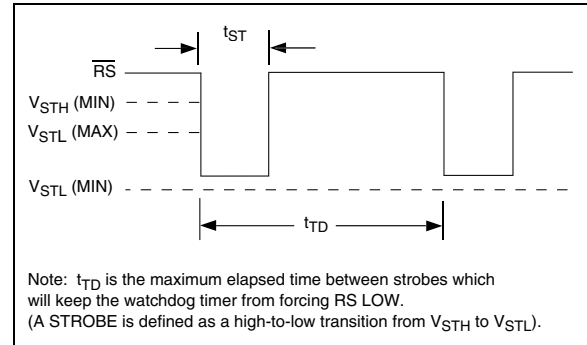 tST
RS
VSTH (MIN)
VSTL (MAX)
VSTL (MIN)
tTD
Note: tTD is the maximum elapsed time between strobes which
will keep the watchdog timer from forcing RS LOW.
(A STROBE is defined as a high-to-low transition from VSTH to VSTL).